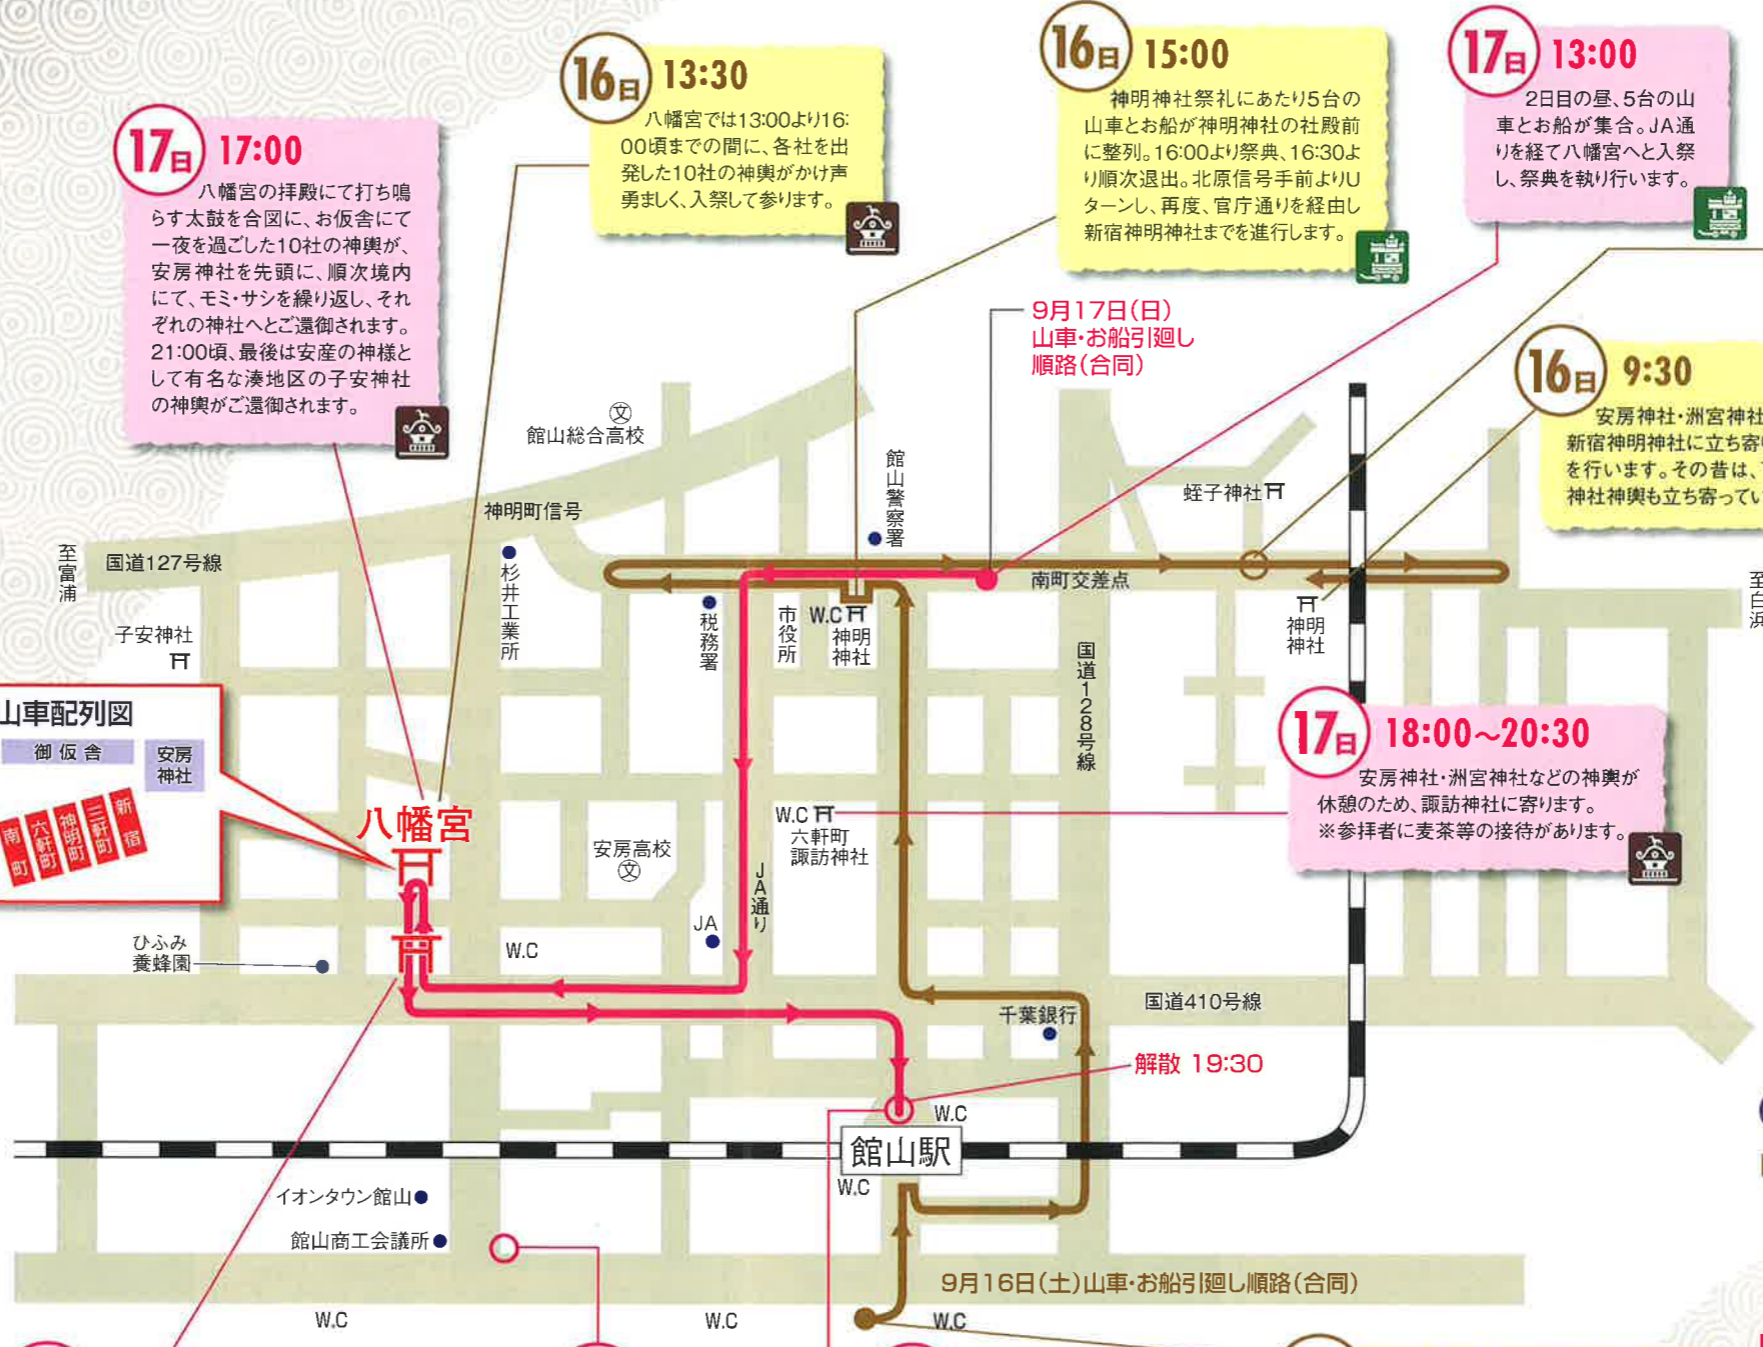 17日 17:00
八幡宮の拝殿にて打ち鳴
らす太鼓を合図に、お仮舎にて
一夜を過ごした10社の神輿が、
安房神社を先頭に、順次境内
にて、モミ・サシを繰り返し、それ
ぞれの神社へとご還御されます。
21:00頃、最後は安産の神様と
して有名な湊地区の子安神社
の神輿がご還御されます。
16日 13:30
八幡宮では13:00より16:
00頃までの間に、各社を出
発した10社の神輿がかけ声
勇ましく、入祭して参ります。
16日 15:00
神明神社祭礼にあたり5台の
山車とお船が神明神社の社殿前
に整列。16:00より祭典、16:30よ
り順次退出。北原信号手前よりU
ターンし、再度、官庁通りを経由し
新宿神明神社までを進行します。
17日 13:00
2日目の昼、5台の山
車とお船が集合。JA通
りを経て八幡宮へと入祭
し、祭典を執り行います。
9月17日(日)
山車・お船引廻し
順路(合同)
16日 9:30
安房神社・洲宮神社
新宿神明神社に立ち寄
を行います。その昔は、
神社神輿も立ち寄ってい
館山総合高校
文
神明町信号
館山警察署
蛭子神社
至富浦
国道127号線
杉井工業所
税務署
市役所
W.C
神明
神社
南町交差点
神明
神社
至白浜
子安神社
国道128号線
山車配列図
御仮舎
安房
神社
南町
六軒町
神明町
三軒町
新宿
八幡宮
17日 18:00~20:30
安房神社・洲宮神社などの神輿が
休憩のため、諏訪神社に寄ります。
※参拝者に麦茶等の接待があります。
W.C
六軒町
諏訪神社
安房高校
文
JA通り
JA
W.C
ひふみ
養蜂園
国道410号線
千葉銀行
解散 19:30
W.C
館山駅
W.C
イオンタウン館山
館山商工会議所
9月16日(土)山車・お船引廻し順路(合同)
W.C
W.C
W.C